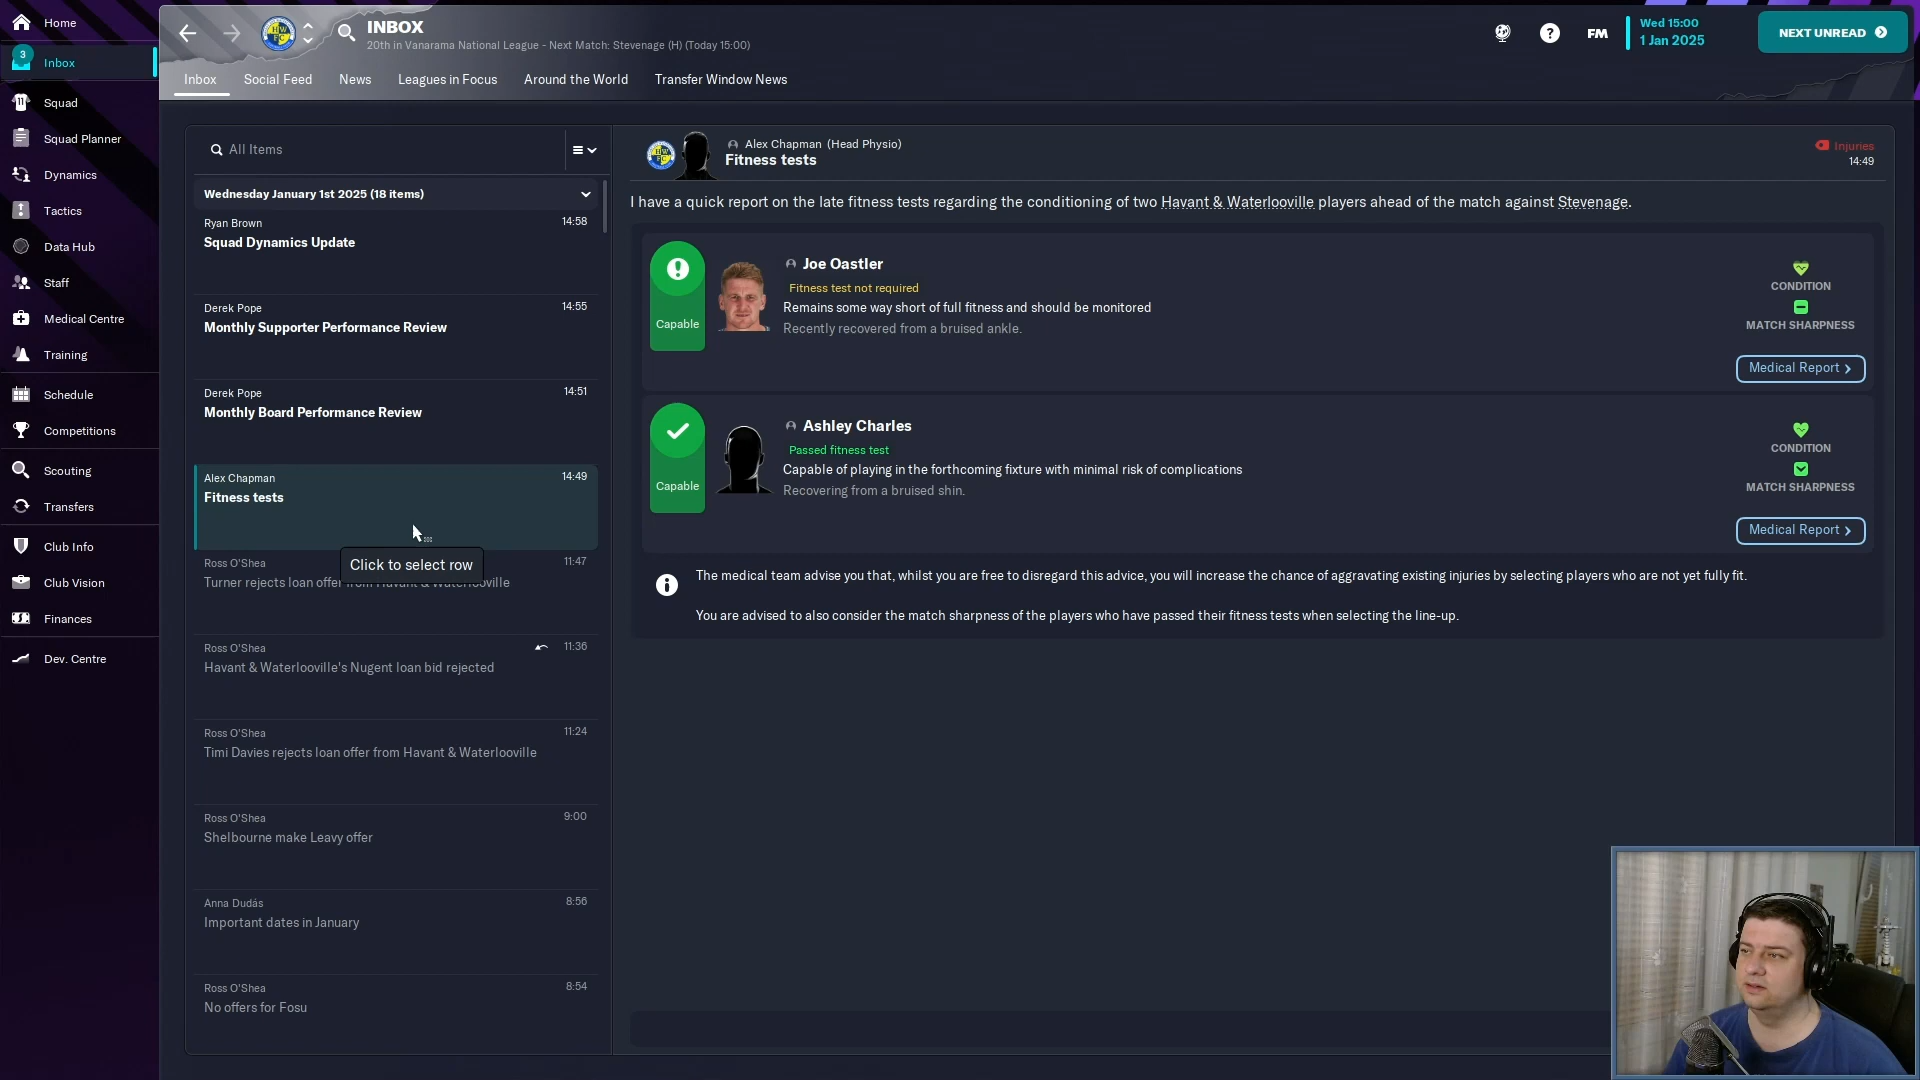 Home
3
Inbox
Squad
Squad Planner
Dynamics
Tactics
Data Hub
Staff
Medical Centre
Training
Schedule
Competitions
Scouting
Transfers
Club Info
Club Vision
Finances
Dev. Centre
INBOX
20th in Vanarama National League - Next Match: Stevenage (H) (Today 15:00)
FM
Wed 15:00
1 Jan 2025
NEXT UNREAD
Inbox
Social Feed
News
Leagues in Focus
Around the World
Transfer Window News
All Items
Wednesday January 1st 2025 (18 items)
Ryan Brown 14:58
Squad Dynamics Update
Derek Pope 14:55
Monthly Supporter Performance Review
Derek Pope 14:51
Monthly Board Performance Review
Alex Chapman 14:49
Fitness tests
Click to select row
Ross O'Shea 11:47
Turner rejects loan offer from Havant & Waterlooville
Ross O'Shea 11:36
Havant & Waterlooville's Nugent loan bid rejected
Ross O'Shea 11:24
Timi Davies rejects loan offer from Havant & Waterlooville
Ross O'Shea 9:00
Shelbourne make Leavy offer
Anna Dudás 8:56
Important dates in January
Ross O'Shea 8:54
No offers for Fosu
Alex Chapman (Head Physio)
Fitness tests
Injuries
14:49
I have a quick report on the late fitness tests regarding the conditioning of two Havant & Waterlooville players ahead of the match against Stevenage.
Capable
Joe Oastler
Fitness test not required
Remains some way short of full fitness and should be monitored
Recently recovered from a bruised ankle.
CONDITION
MATCH SHARPNESS
Medical Report
Capable
Ashley Charles
Passed fitness test
Capable of playing in the forthcoming fixture with minimal risk of complications
Recovering from a bruised shin.
CONDITION
MATCH SHARPNESS
Medical Report
The medical team advise you that, whilst you are free to disregard this advice, you will increase the chance of aggravating existing injuries by selecting players who are not yet fully fit.
You are advised to also consider the match sharpness of the players who have passed their fitness tests when selecting the line-up.